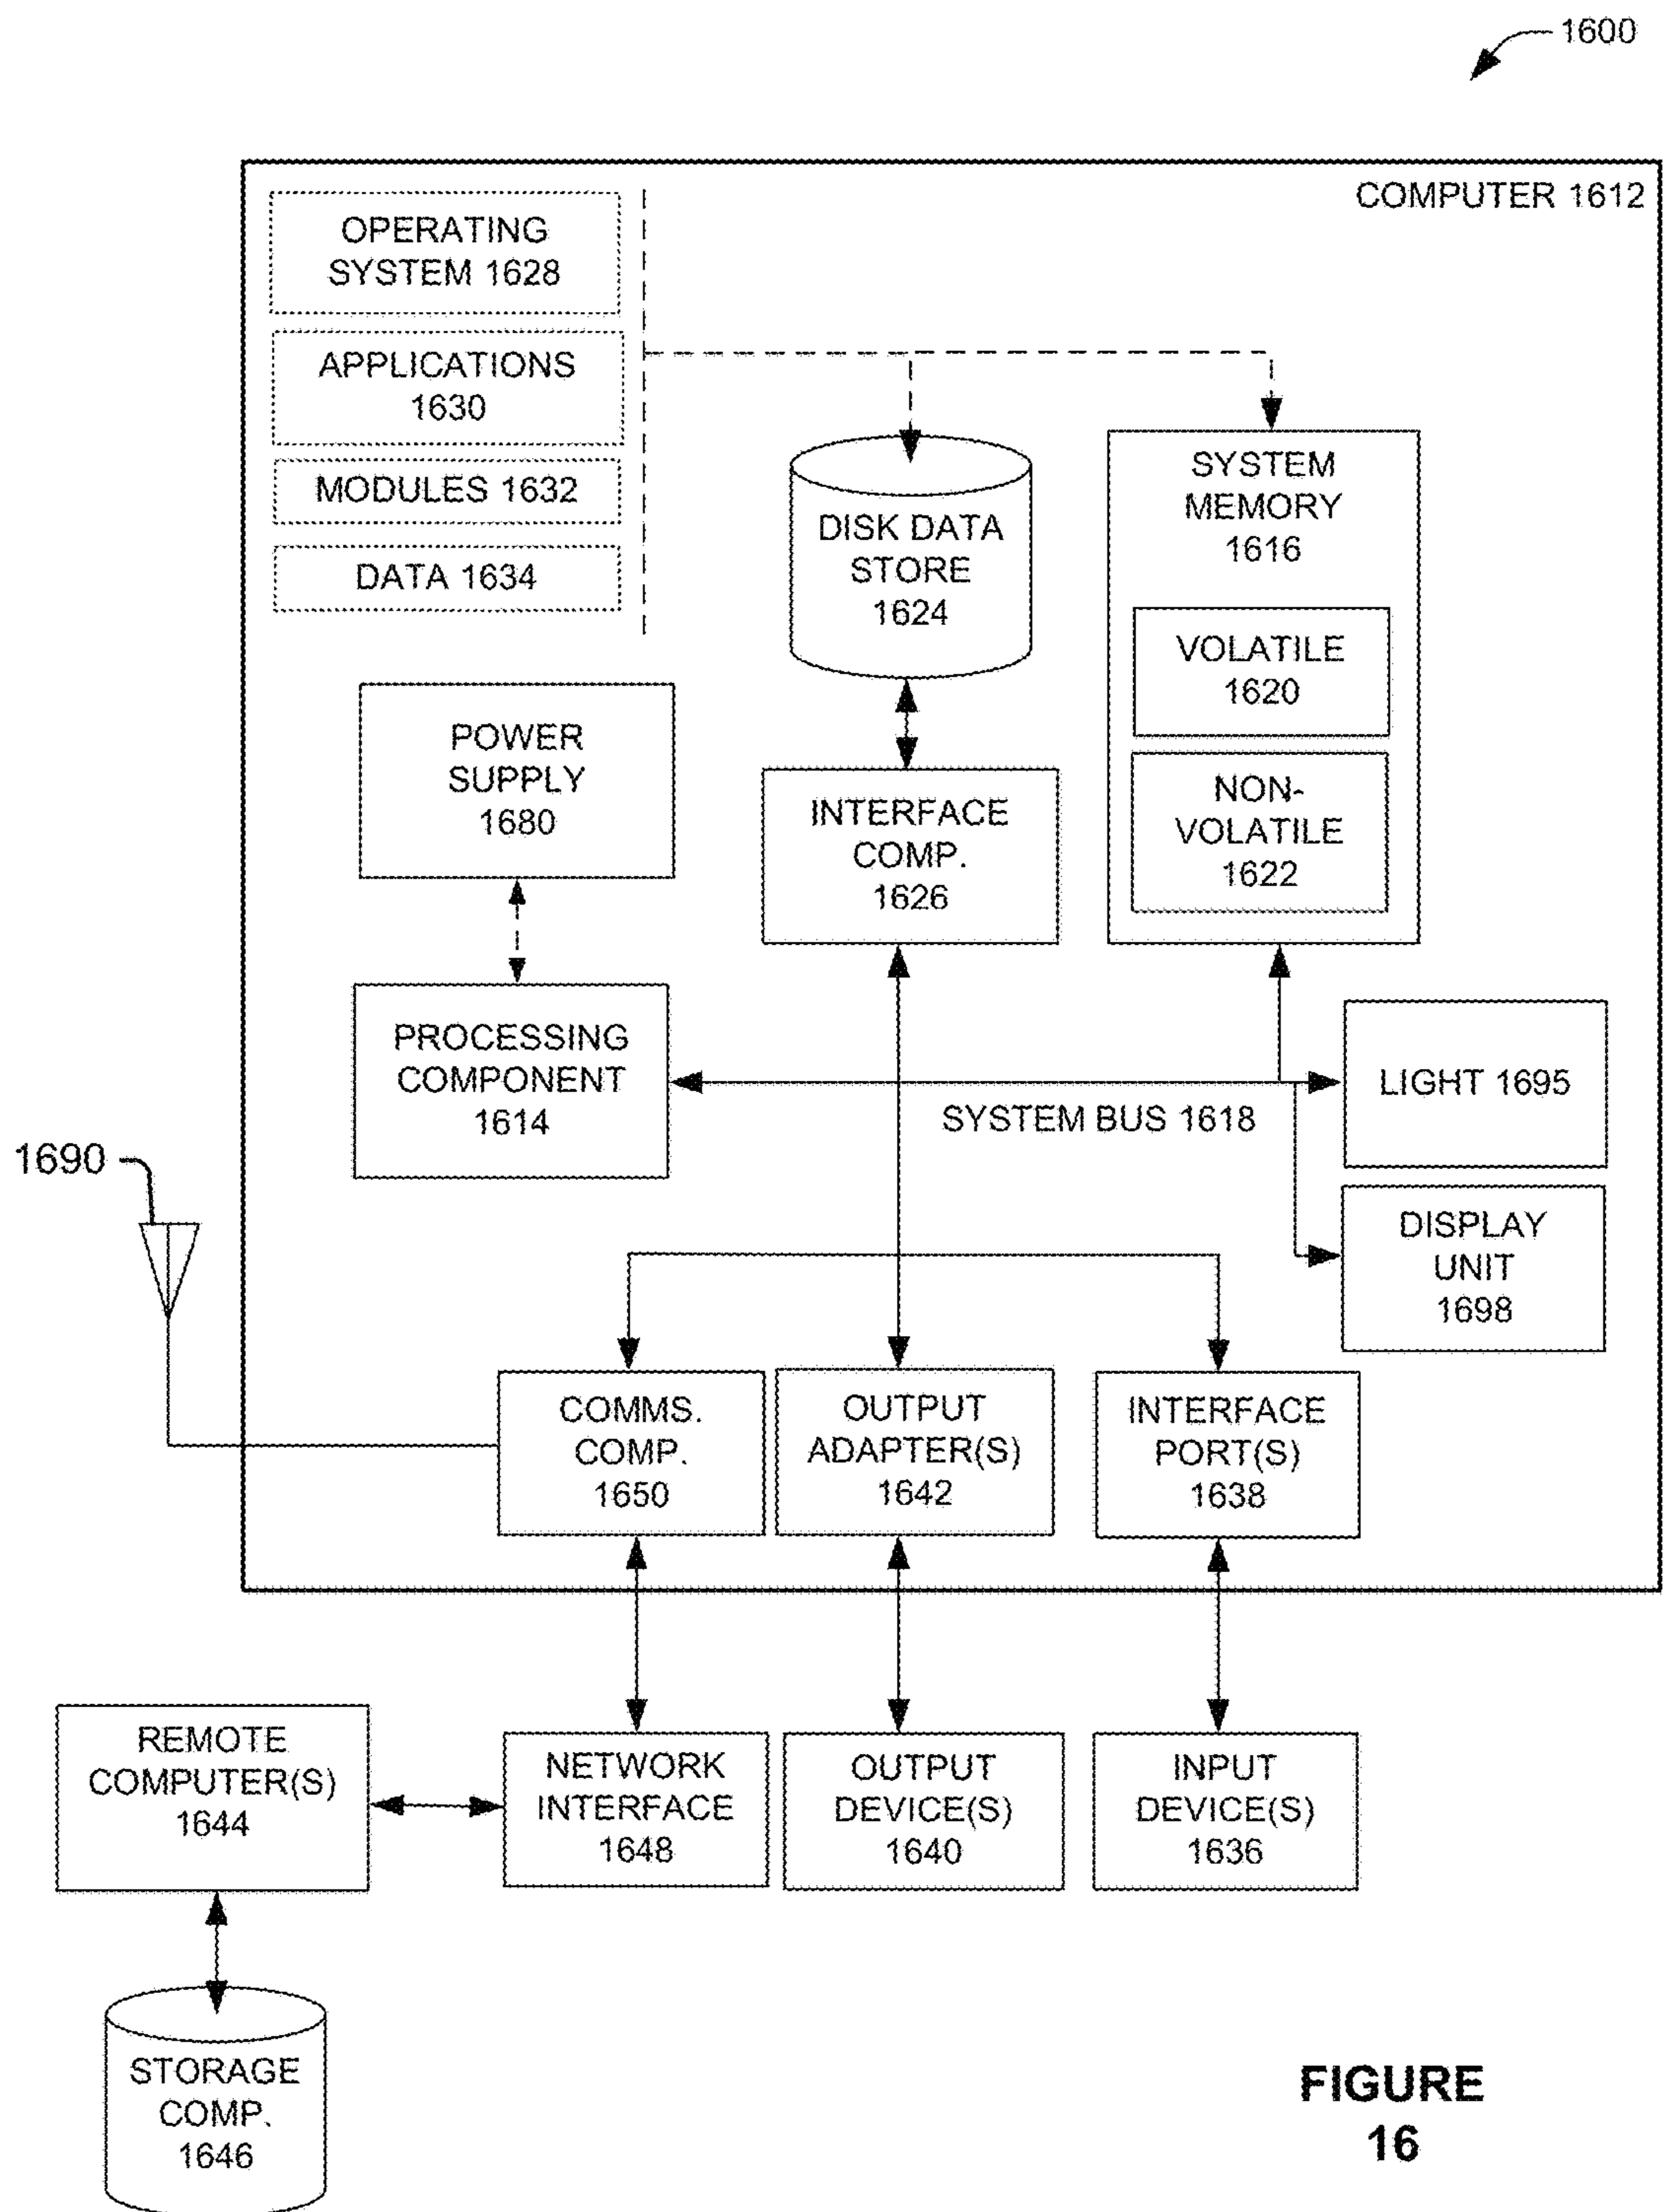 1600
COMPUTER 1612
OPERATING
SYSTEM 1628
APPLICATIONS
1630
MODULES 1632
DATA 1634
DISK DATA
STORE
1624
SYSTEM
MEMORY
1616
VOLATILE
1620
NON-
VOLATILE
1622
POWER
SUPPLY
1680
INTERFACE
COMP.
1626
PROCESSING
COMPONENT
1614
SYSTEM BUS 1618
LIGHT 1695
DISPLAY
UNIT
1698
1690
COMMS.
COMP.
1650
OUTPUT
ADAPTER(S)
1642
INTERFACE
PORT(S)
1638
REMOTE
COMPUTER(S)
1644
NETWORK
INTERFACE
1648
OUTPUT
DEVICE(S)
1640
INPUT
DEVICE(S)
1636
STORAGE
COMP.
1646
FIGURE
16